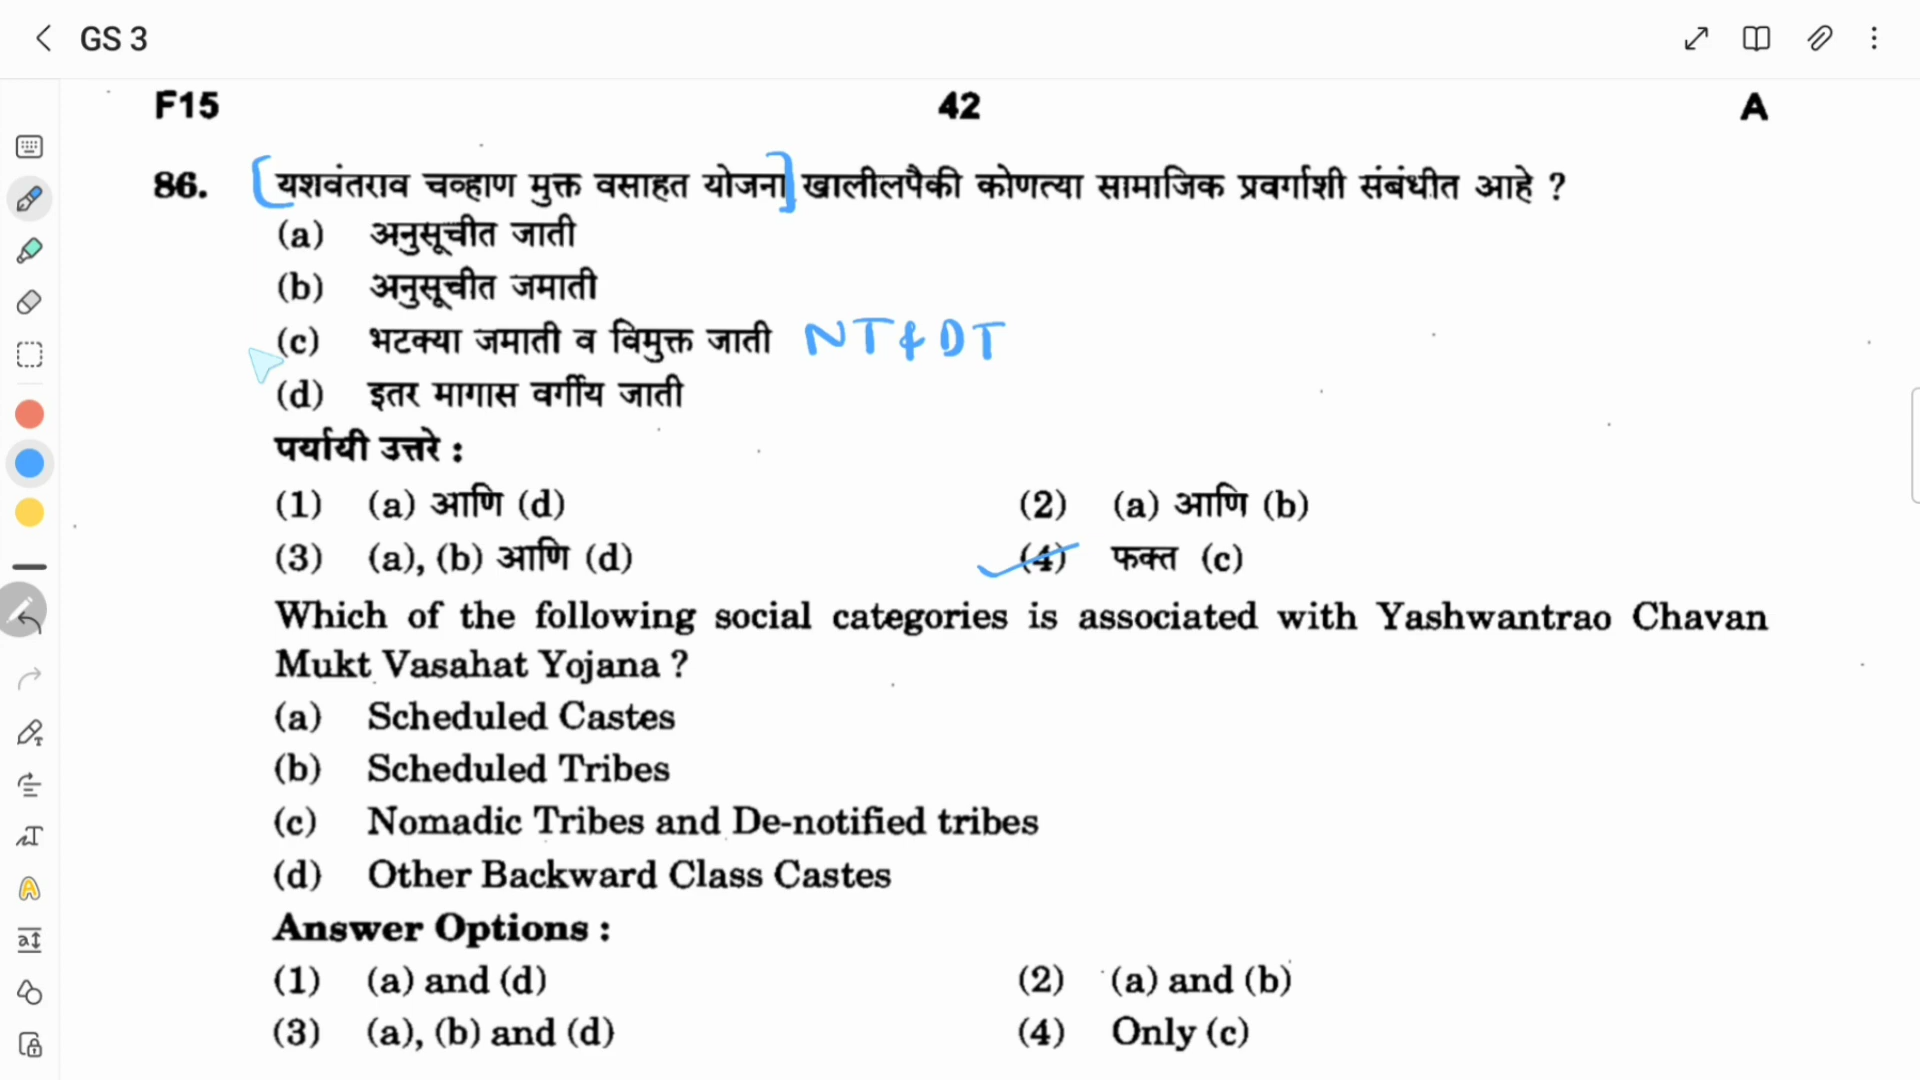 GS 3
F15 42 A
86. [यशवंतराव चव्हाण मुक्त वसाहत योजना] खालीलपैकी कोणत्या सामाजिक प्रवर्गाशी संबंधीत आहे ?
(a) अनुसूचीत जाती
(b) अनुसूचीत जमाती
(c) भटक्या जमाती व विमुक्त जाती NT & DT
(d) इतर मागास वर्गीय जाती
पर्यायी उत्तरे :
(1) (a) आणि (d) (2) (a) आणि (b)
(3) (a), (b) आणि (d) (4) फक्त (c)
Which of the following social categories is associated with Yashwantrao Chavan
Mukt Vasahat Yojana ?
(a) Scheduled Castes
(b) Scheduled Tribes
(c) Nomadic Tribes and De-notified tribes
(d) Other Backward Class Castes
Answer Options :
(1) (a) and (d) (2) (a) and (b)
(3) (a), (b) and (d) (4) Only (c)